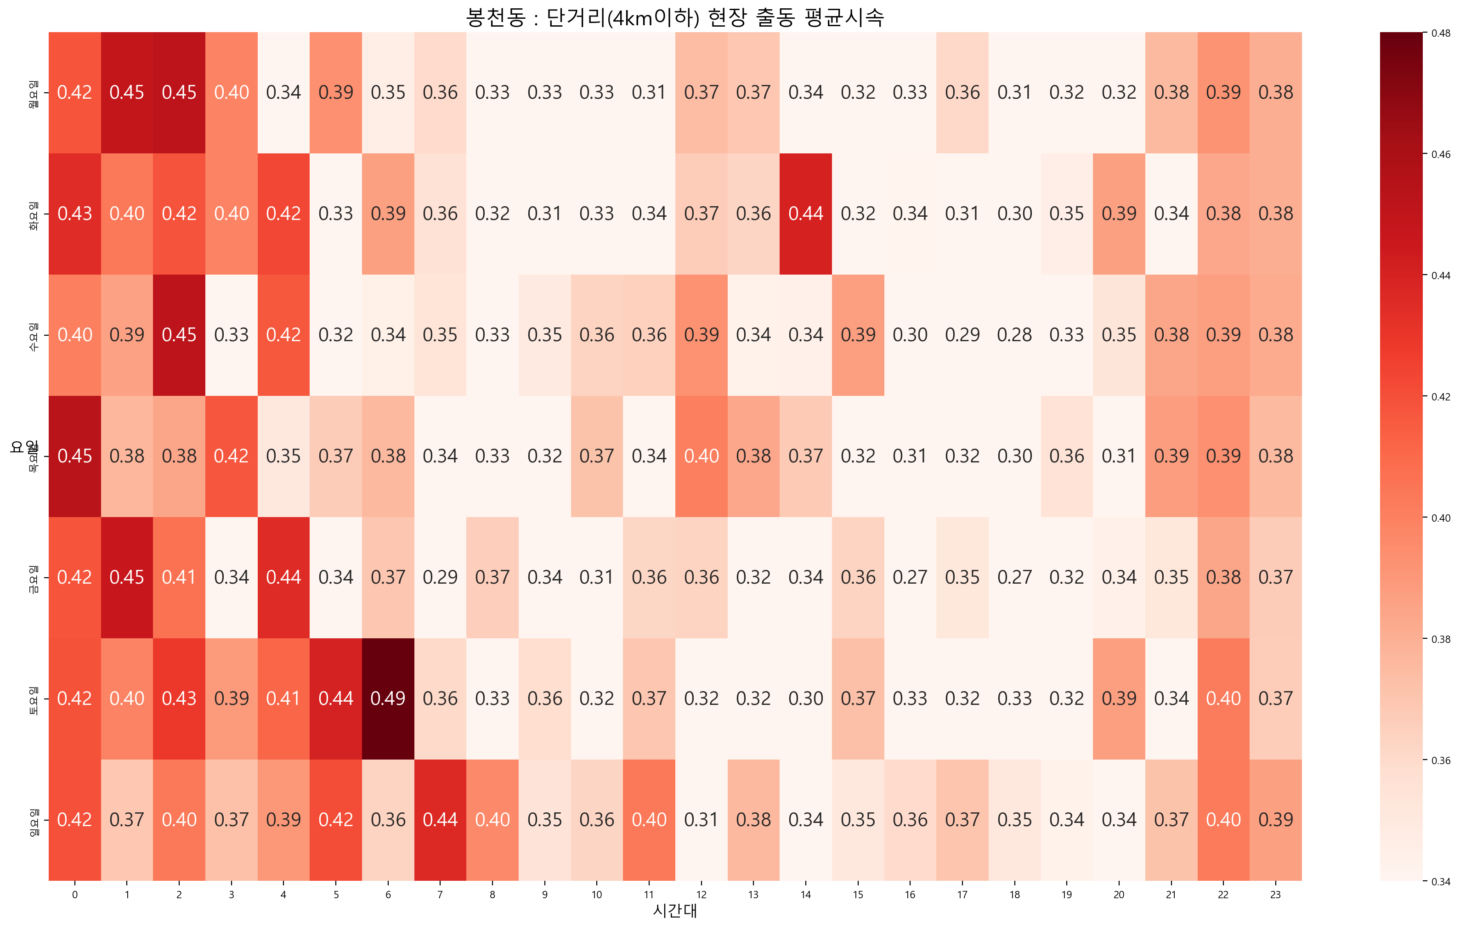 봉천동 : 단거리(4km이하) 현장 출동 평균시속
요일
월요일 0.42 0.45 0.45 0.40 0.34 0.39 0.35 0.36 0.33 0.33 0.33 0.31 0.37 0.37 0.34 0.32 0.33 0.36 0.31 0.32 0.32 0.38 0.39 0.38
화요일 0.43 0.40 0.42 0.40 0.42 0.33 0.39 0.36 0.32 0.31 0.33 0.34 0.37 0.36 0.44 0.32 0.34 0.31 0.30 0.35 0.39 0.34 0.38 0.38
수요일 0.40 0.39 0.45 0.33 0.42 0.32 0.34 0.35 0.33 0.35 0.36 0.36 0.39 0.34 0.34 0.39 0.30 0.29 0.28 0.33 0.35 0.38 0.39 0.38
목요일 0.45 0.38 0.38 0.42 0.35 0.37 0.38 0.34 0.33 0.32 0.37 0.34 0.40 0.38 0.37 0.32 0.31 0.32 0.30 0.36 0.31 0.39 0.39 0.38
금요일 0.42 0.45 0.41 0.34 0.44 0.34 0.37 0.29 0.37 0.34 0.31 0.36 0.36 0.32 0.34 0.36 0.27 0.35 0.27 0.32 0.34 0.35 0.38 0.37
토요일 0.42 0.40 0.43 0.39 0.41 0.44 0.49 0.36 0.33 0.36 0.32 0.37 0.32 0.32 0.30 0.37 0.33 0.32 0.33 0.32 0.39 0.34 0.40 0.37
일요일 0.42 0.37 0.40 0.37 0.39 0.42 0.36 0.44 0.40 0.35 0.36 0.40 0.31 0.38 0.34 0.35 0.36 0.37 0.35 0.34 0.34 0.37 0.40 0.39
0 1 2 3 4 5 6 7 8 9 10 11 12 13 14 15 16 17 18 19 20 21 22 23
시간대
0.48
0.46
0.44
0.42
0.40
0.38
0.36
0.34